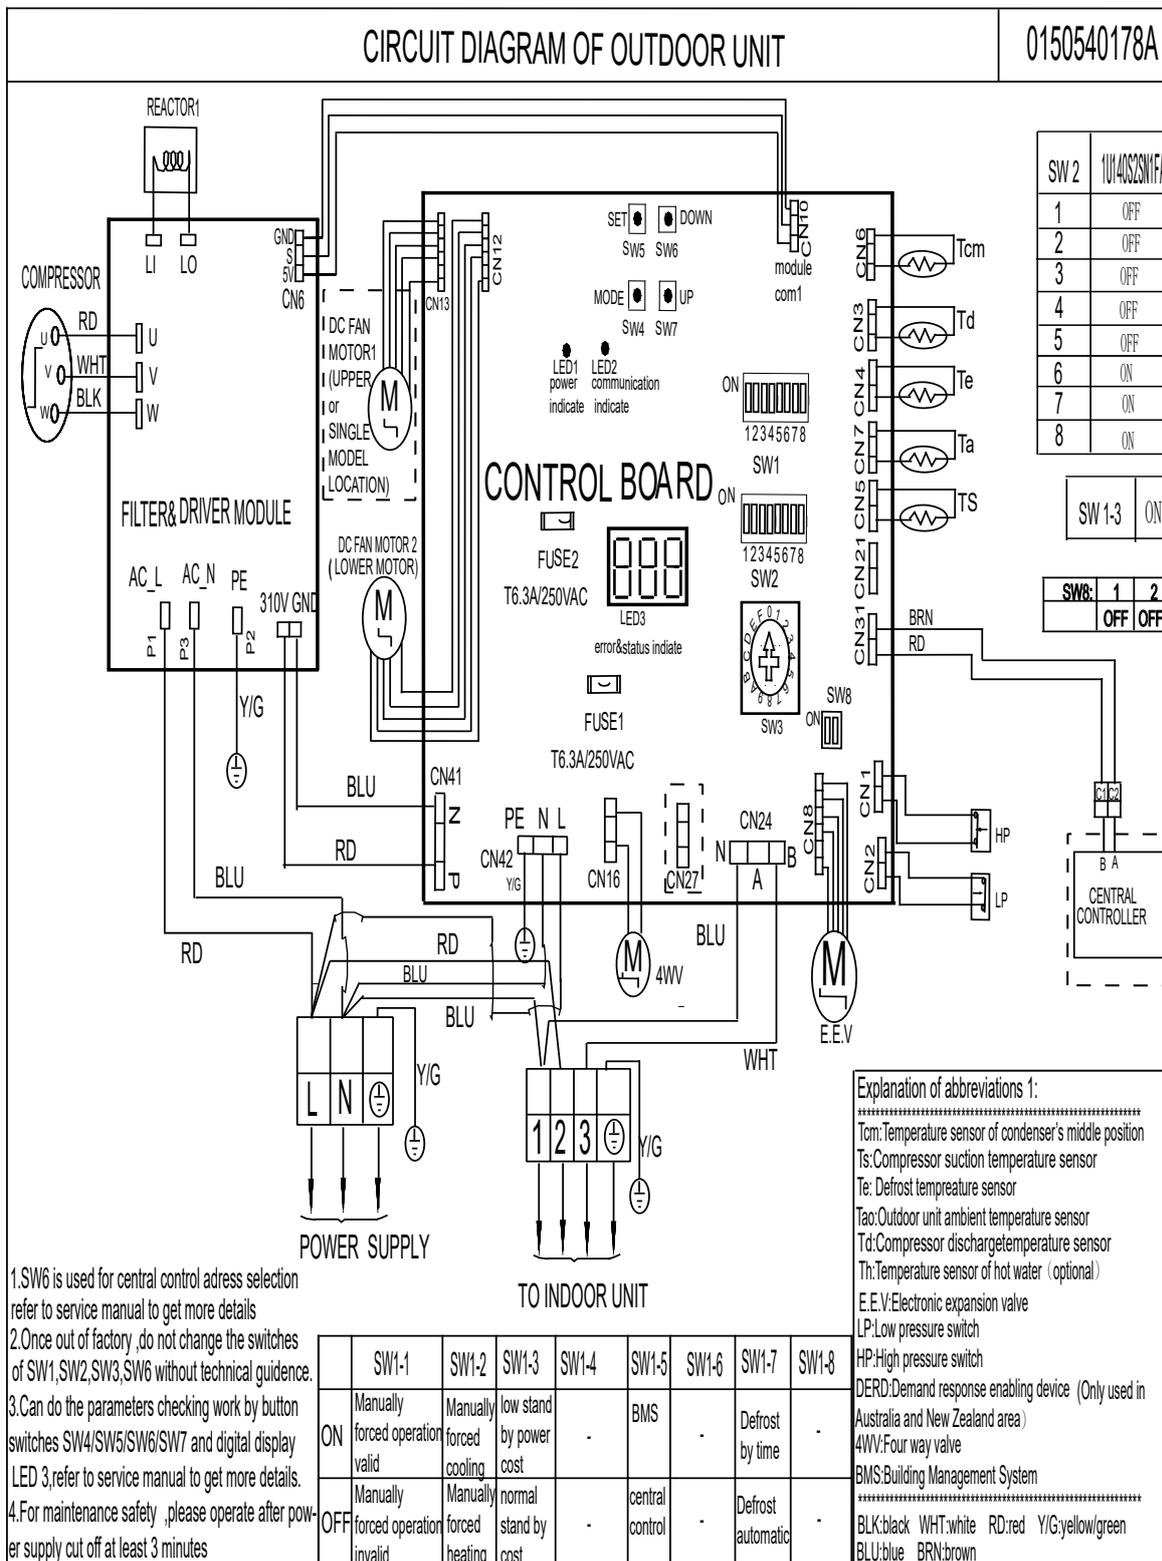 CIRCUIT DIAGRAM OF OUTDOOR UNIT
0150540178A
REACTOR1
LI
LO
COMPRESSOR
RD
WHT
BLK
U
V
W
U
V
W
GND
S
5V
CN6
FILTER& DRIVER MODULE
AC_L
AC_N
PE
310V GND
P1
P3
P2
Y/G
DC FAN
MOTOR1
(UPPER
or
SINGLE
MODEL
LOCATION)
M
DC FAN MOTOR 2
( LOWER MOTOR)
M
CN13
CN12
SET
DOWN
SW5
SW6
MODE
UP
SW4
SW7
LED1
power
indicate
LED2
communication
indicate
CN10
module
com1
ON
12345678
SW1
CONTROL BOARD
ON
12345678
SW2
FUSE2
T6.3A/250VAC
LED3
error&status indiate
FUSE1
T6.3A/250VAC
0 1 2 3 4 5 6 7 8 9 A B C D E F
SW3
SW8
ON
CN6
Tcm
CN3
Td
CN4
Te
CN7
Ta
CN5
TS
CN21
CN31
BRN
RD
SW 2
1 OFF
2 OFF
3 OFF
4 OFF
5 OFF
6 ON
7 ON
8 ON
SW 1-3 ON
SW8: 1 2
OFF OFF
BLU
RD
CN41
N
P
PE N L
CN42
Y/G
CN16
CN27
CN24
N
A
B
CN8
CN1
CN2
HP
LP
C1 C2
B A
CENTRAL
CONTROLLER
BLU
RD
RD
BLU
BLU
M
4WV
BLU
WHT
M
E.E.V
L N
Y/G
POWER SUPPLY
1 2 3
Y/G
TO INDOOR UNIT
1.SW6 is used for central control adress selection
refer to service manual to get more details
2.Once out of factory ,do not change the switches
of SW1,SW2,SW3,SW6 without technical guidence.
3.Can do the parameters checking work by button
switches SW4/SW5/SW6/SW7 and digital display
LED 3,refer to service manual to get more details.
4.For maintenance safety ,please operate after pow-
er supply cut off at least 3 minutes
SW1-1 SW1-2 SW1-3 SW1-4 SW1-5 SW1-6 SW1-7 SW1-8
ON
Manually
forced operation
valid
Manually
forced
cooling
low stand
by power
cost
-
BMS
-
Defrost
by time
-
OFF
Manually
forced operation
invalid
Manually
forced
heating
normal
stand by
cost
-
central
control
-
Defrost
automatic
-
Explanation of abbreviations 1:
************************************************************
Tcm:Temperature sensor of condenser's middle position
Ts:Compressor suction temperature sensor
Te: Defrost tempreature sensor
Tao:Outdoor unit ambient temperature sensor
Td:Compressor dischargetemperature sensor
Th:Temperature sensor of hot water（optional）
E.E.V:Electronic expansion valve
LP:Low pressure switch
HP:High pressure switch
DERD:Demand response enabling device (Only used in
Australia and New Zealand area）
4WV:Four way valve
BMS:Building Management System
************************************************************
BLK:black WHT:white RD:red Y/G:yellow/green
BLU:blue BRN:brown